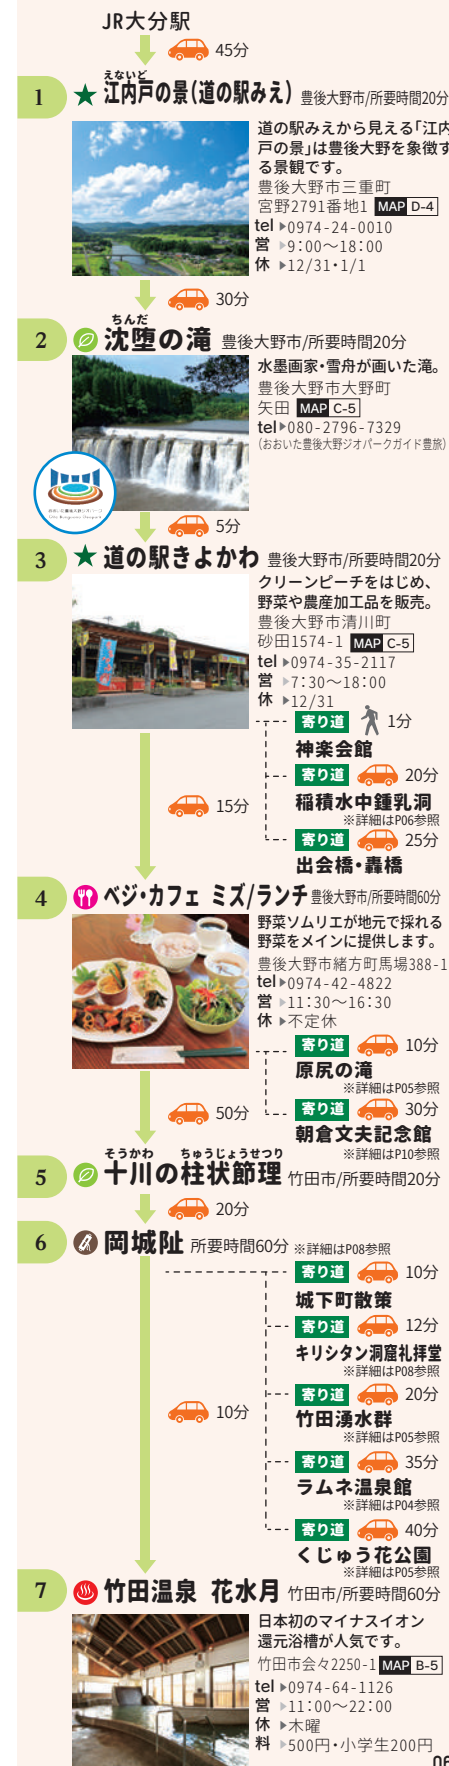 JR大分駅
45分
1
えないど
★江内戸の景(道の駅みえ) 豊後大野市/所要時間20分
道の駅みえから見える「江内
戸の景」は豊後大野を象徴す
る景観です。
豊後大野市三重町
宮野2791番地1 MAP D-4
tel ▶0974-24-0010
営 ▶9:00〜18:00
休 ▶12/31・1/1
30分
2
ちんだ
沈堕の滝 豊後大野市/所要時間20分
水墨画家・雪舟が画いた滝。
豊後大野市大野町
矢田 MAP C-5
tel▶080-2796-7329
(おおいた豊後大野ジオパークガイド豊旅)
おおいた豊後大野ジオパーク
5分
3
★道の駅きよかわ 豊後大野市/所要時間20分
クリーンピーチをはじめ、
野菜や農産加工品を販売。
豊後大野市清川町
砂田1574-1 MAP C-5
tel ▶0974-35-2117
営 ▶7:30〜18:00
休 ▶12/31
寄り道 1分
神楽会館
寄り道 20分
稲積水中鍾乳洞
※詳細はP06参照
寄り道 25分
出会橋・轟橋
15分
4
ベジ・カフェ ミズ/ランチ 豊後大野市/所要時間60分
野菜ソムリエが地元で採れる
野菜をメインに提供します。
豊後大野市緒方町馬場388-1
tel▶0974-42-4822
営 ▶11:30〜16:30
休 ▶不定休
寄り道 10分
原尻の滝
※詳細はP05参照
寄り道 30分
朝倉文夫記念館
※詳細はP10参照
50分
5
そうかわ ちゅうじょうせつり
十川の柱状節理 竹田市/所要時間20分
20分
6
岡城阯 所要時間60分 ※詳細はP08参照
寄り道 10分
城下町散策
寄り道 12分
キリシタン洞窟礼拝堂
※詳細はP08参照
寄り道 20分
竹田湧水群
※詳細はP05参照
寄り道 35分
ラムネ温泉館
※詳細はP04参照
寄り道 40分
くじゅう花公園
※詳細はP05参照
10分
7
竹田温泉 花水月 竹田市/所要時間60分
日本初のマイナスイオン
還元浴槽が人気です。
竹田市会々2250-1 MAP B-5
tel ▶0974-64-1126
営 ▶11:00〜22:00
休 ▶木曜
料 ▶500円・小学生200円
06